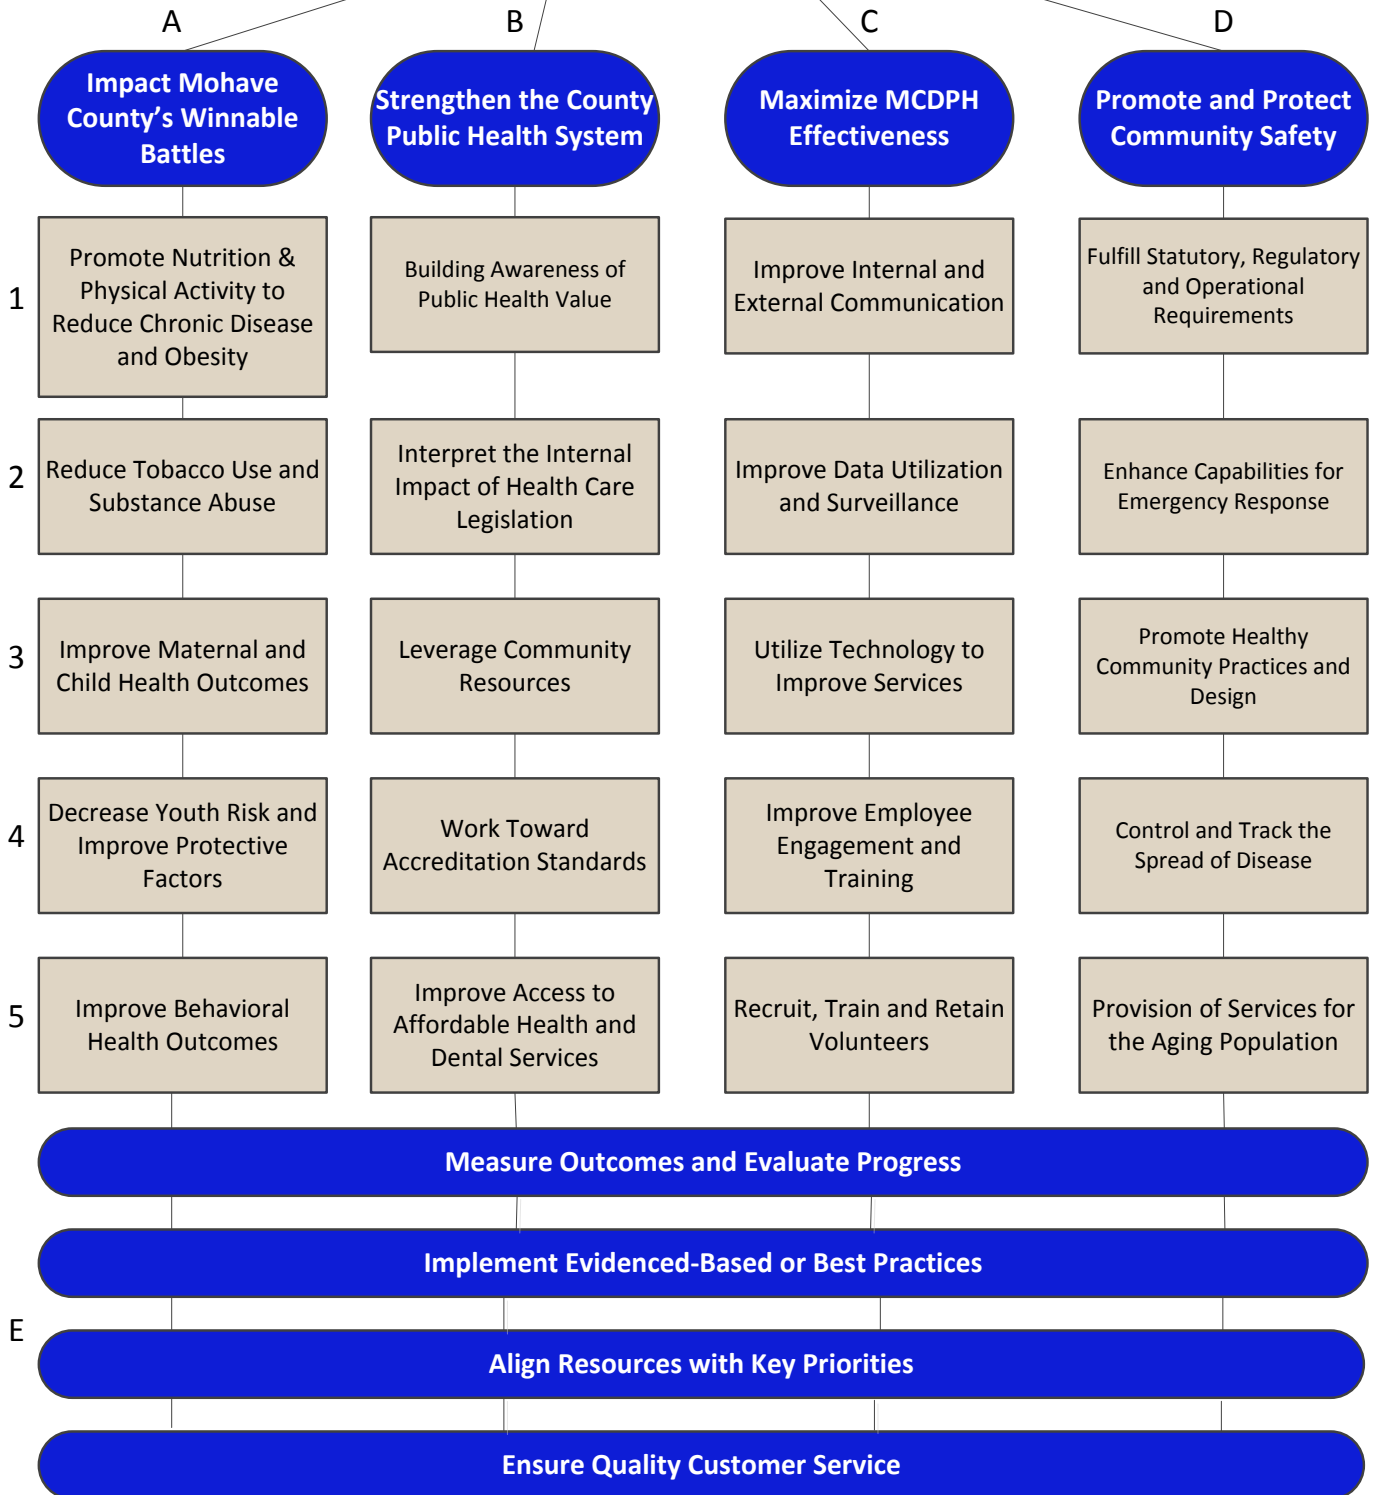 A
B
C
D
Impact Mohave
County’s Winnable
Battles
Strengthen the County
Public Health System
Maximize MCDPH
Effectiveness
Promote and Protect
Community Safety
1
Promote Nutrition &
Physical Activity to
Reduce Chronic Disease
and Obesity
Building Awareness of
Public Health Value
Improve Internal and
External Communication
Fulfill Statutory, Regulatory
and Operational
Requirements
2
Reduce Tobacco Use and
Substance Abuse
Interpret the Internal
Impact of Health Care
Legislation
Improve Data Utilization
and Surveillance
Enhance Capabilities for
Emergency Response
3
Improve Maternal and
Child Health Outcomes
Leverage Community
Resources
Utilize Technology to
Improve Services
Promote Healthy
Community Practices and
Design
4
Decrease Youth Risk and
Improve Protective
Factors
Work Toward
Accreditation Standards
Improve Employee
Engagement and
Training
Control and Track the
Spread of Disease
5
Improve Behavioral
Health Outcomes
Improve Access to
Affordable Health and
Dental Services
Recruit, Train and Retain
Volunteers
Provision of Services for
the Aging Population
Measure Outcomes and Evaluate Progress
Implement Evidenced-Based or Best Practices
E
Align Resources with Key Priorities
Ensure Quality Customer Service